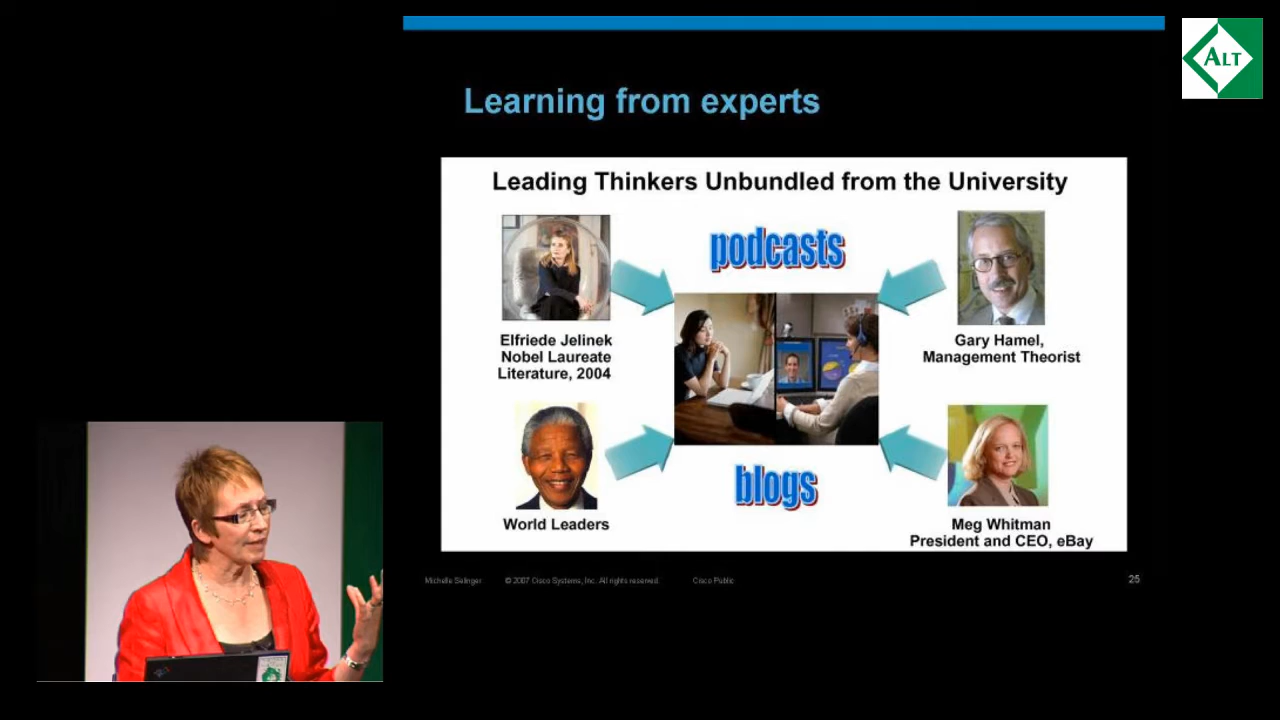 ALT
Learning from experts
Leading Thinkers Unbundled from the University
podcasts
Elfriede Jelinek
Nobel Laureate
Literature, 2004
Gary Hamel,
Management Theorist
World Leaders
blogs
Meg Whitman
President and CEO, eBay
Michelle Selinger © 2007 Cisco Systems, Inc. All rights reserved. Cisco Public 25